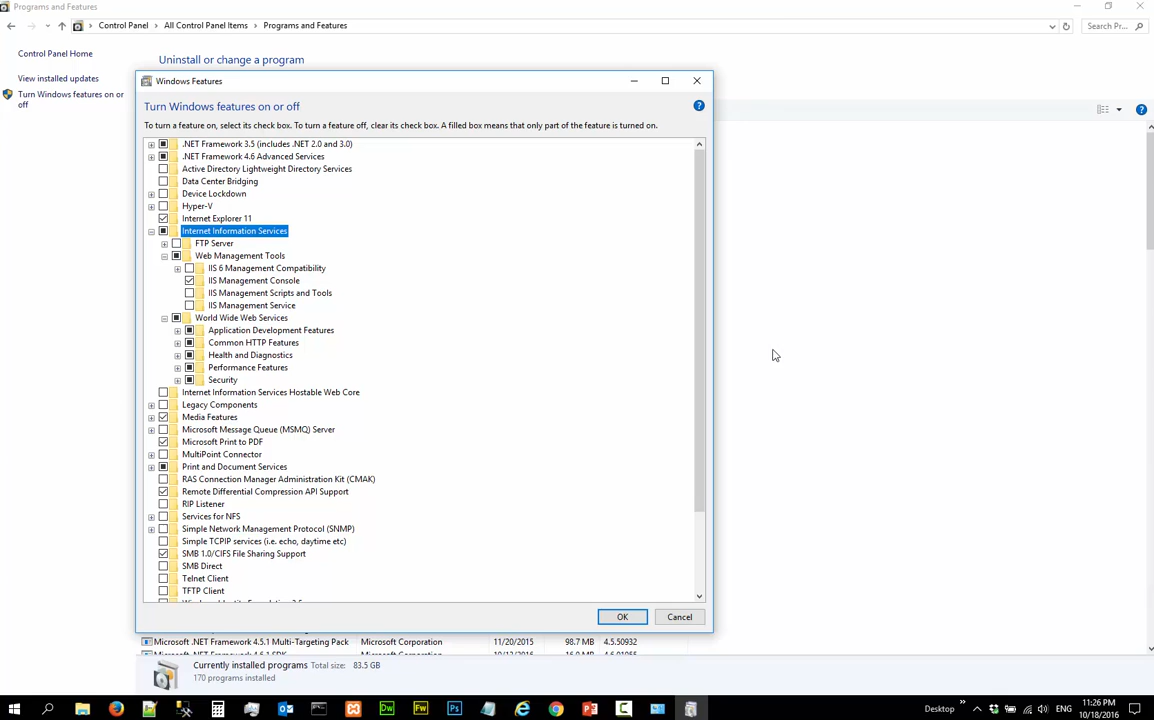 Programs and Features
Control Panel > All Control Panel Items > Programs and Features
Search Pr...
Control Panel Home
View installed updates
Turn Windows features on or off
Uninstall or change a program
Windows Features
Turn Windows features on or off
To turn a feature on, select its check box. To turn a feature off, clear its check box. A filled box means that only part of the feature is turned on.
.NET Framework 3.5 (includes .NET 2.0 and 3.0)
.NET Framework 4.6 Advanced Services
Active Directory Lightweight Directory Services
Data Center Bridging
Device Lockdown
Hyper-V
Internet Explorer 11
Internet Information Services
FTP Server
Web Management Tools
IIS 6 Management Compatibility
IIS Management Console
IIS Management Scripts and Tools
IIS Management Service
World Wide Web Services
Application Development Features
Common HTTP Features
Health and Diagnostics
Performance Features
Security
Internet Information Services Hostable Web Core
Legacy Components
Media Features
Microsoft Message Queue (MSMQ) Server
Microsoft Print to PDF
MultiPoint Connector
Print and Document Services
RAS Connection Manager Administration Kit (CMAK)
Remote Differential Compression API Support
RIP Listener
Services for NFS
Simple Network Management Protocol (SNMP)
Simple TCPIP services (i.e. echo, daytime etc)
SMB 1.0/CIFS File Sharing Support
SMB Direct
Telnet Client
TFTP Client
OK Cancel
Microsoft .NET Framework 4.5.1 Multi-Targeting Pack Microsoft Corporation 11/20/2015 98.7 MB 4.5.50932
Currently installed programs Total size: 83.5 GB
170 programs installed
Desktop
11:26 PM
10/18/2016